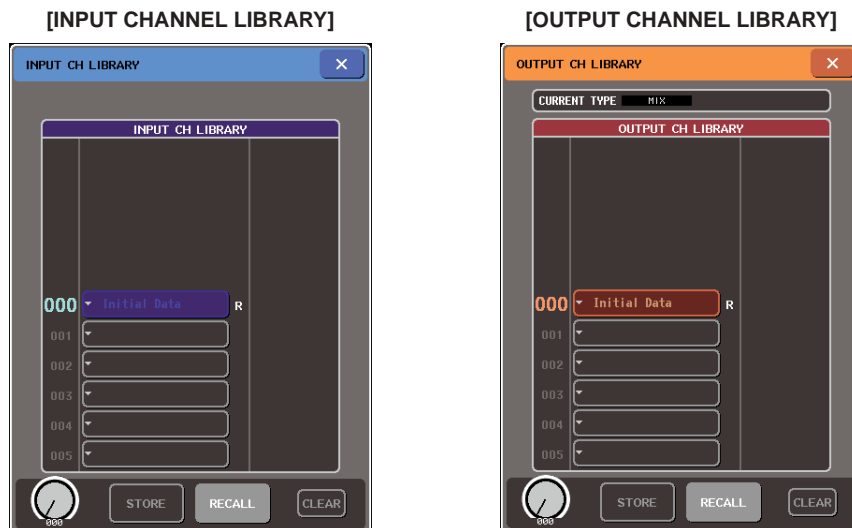 [INPUT CHANNEL LIBRARY]
INPUT CH LIBRARY
INPUT CH LIBRARY
000 Initial Data R
001
002
003
004
005
000
STORE RECALL CLEAR
[OUTPUT CHANNEL LIBRARY]
OUTPUT CH LIBRARY
CURRENT TYPE MIX
OUTPUT CH LIBRARY
000 Initial Data R
001
002
003
004
005
000
STORE RECALL CLEAR